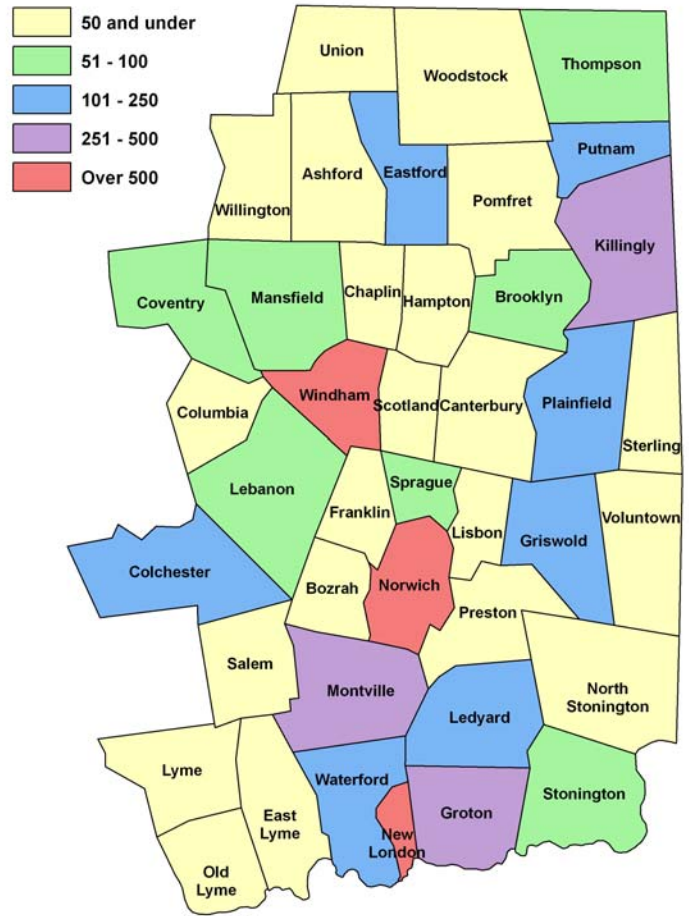 50 and under
51 - 100
101 - 250
251 - 500
Over 500
Union
Woodstock
Thompson
Putnam
Ashford
Eastford
Pomfret
Willington
Killingly
Coventry
Mansfield
Chaplin
Hampton
Brooklyn
Windham
Columbia
Scotland
Canterbury
Plainfield
Sterling
Lebanon
Sprague
Franklin
Lisbon
Griswold
Voluntown
Colchester
Bozrah
Norwich
Preston
Salem
Montville
North
Stonington
Ledyard
Lyme
Waterford
Stonington
East
Lyme
New
London
Groton
Old
Lyme